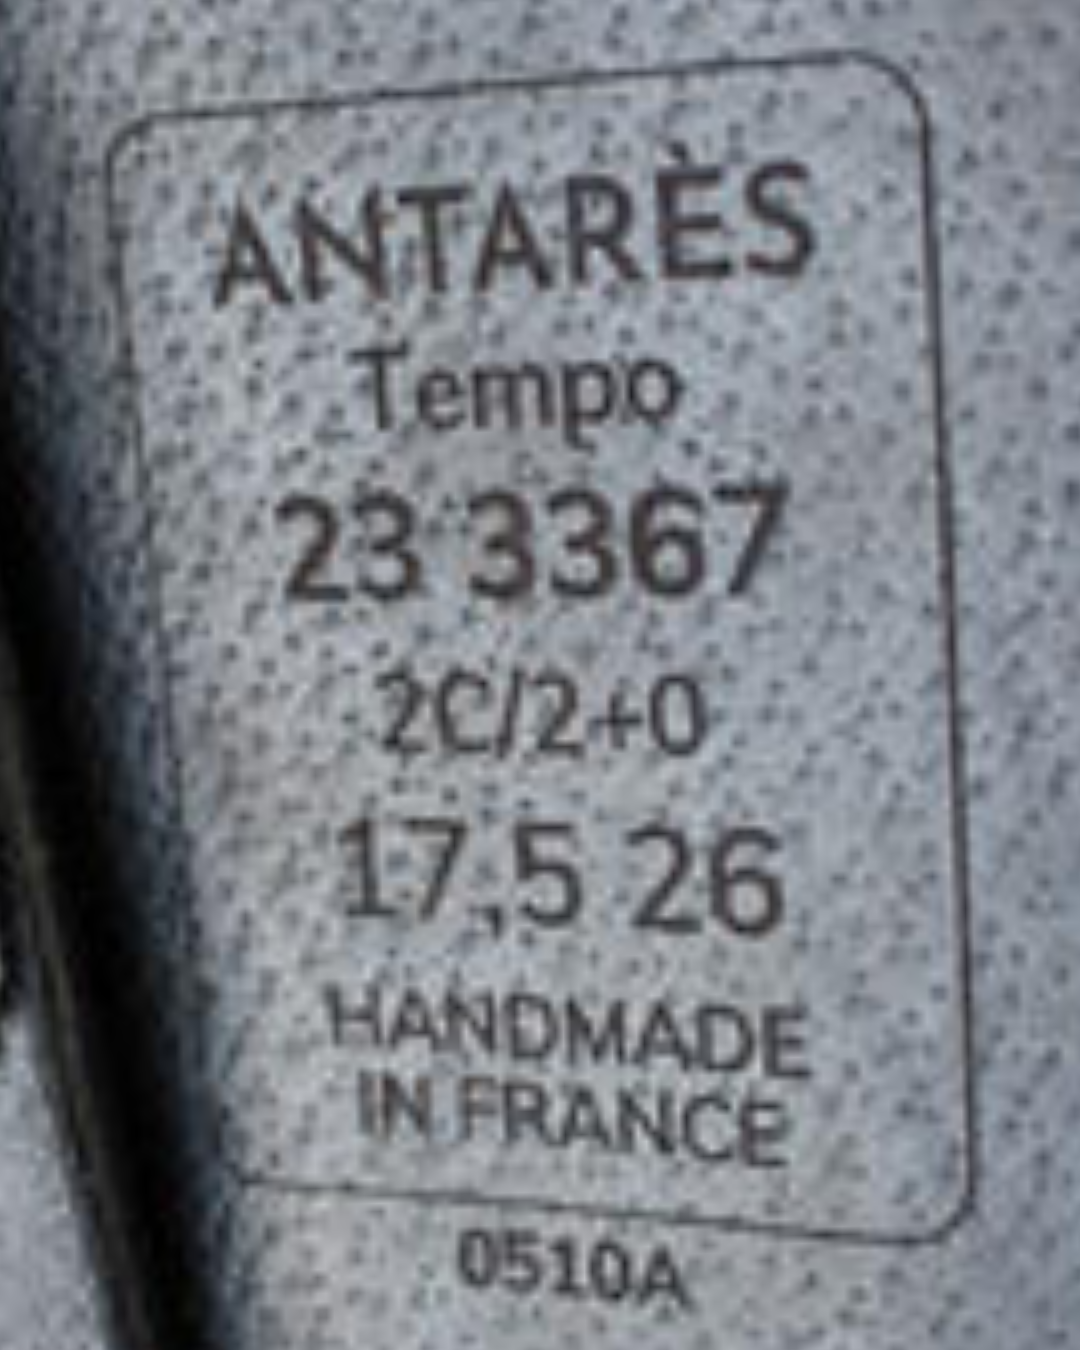 ANTARÈS
Tempo
23 3367
2C/2+0
17,5 26
HANDMADE
IN FRANCE
0510A